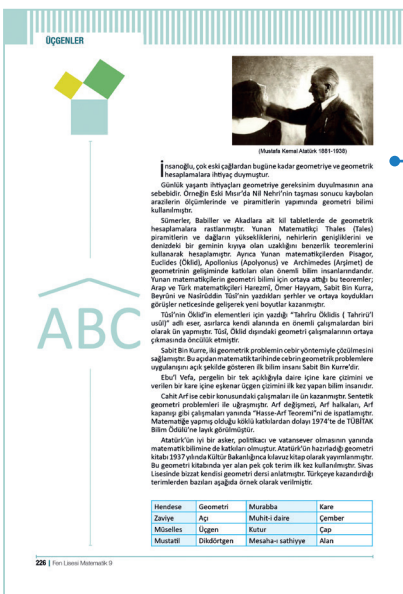 ÜÇGENLER
(Mustafa Kemal Atatürk 1881-1938)
İnsanoğlu, çok eski çağlardan bugüne kadar geometriye ve geometrik
hesaplamalara ihtiyaç duymuştur.
Günlük yaşantı ihtiyaçları geometriye gereksinim duyulmasının ana
sebebidir. Örneğin Eski Mısır'da Nil Nehri'nin taşması sonucu kaybolan
arazilerin ölçümlerinde ve piramitlerin yapımında geometri bilimi
kullanılmıştır.
Sümerler, Babiller ve Akadlara ait kil tabletlerde de geometrik
hesaplamalara rastlanmıştır. Yunan Matematikçi Thales (Tales)
piramitlerin ve dağların yüksekliklerini, nehirlerin genişliklerini ve
denizdeki bir geminin kıyıya olan uzaklığını benzerlik teoremlerini
kullanarak hesaplamıştır. Ayrıca Yunan matematikçilerden Pisagor,
Euclides (Öklid), Apollonius (Apolyonus) ve Archimedes (Arşimet) de
geometrinin gelişiminde katkıları olan önemli bilim insanlarındandır.
Yunan matematikçilerin geometri bilimi için ortaya attığı bu teoremler;
Arap ve Türk matematikçileri Harezmî, Ömer Hayyam, Sabit Bin Kurra,
Beyrûnî ve Nasîrüddin Tûsî'nin yazdıkları şerhler ve ortaya koydukları
görüşler neticesinde gelişerek yeni boyutlar kazanmıştır.
Tûsî'nin Öklid'in elementleri için yazdığı "Tahrîru Öklidis ( Tahrirü'l
usûl)" adlı eser, asırlarca kendi alanında en önemli çalışmalardan biri
olarak ün kazanmıştır. Tûsî, Öklid dışındaki geometri çalışmalarının ortaya
çıkmasında öncülük etmiştir.
Sabit Bin Kurre, iki geometrik problemin cebir yöntemiyle çözülmesini
sağlamıştır. Bu açıdan matematik tarihinde cebrin geometrik problemlere
uygulanışını açık şekilde gösteren ilk bilim insanı Sabit Bin Kurre'dir.
Ebu'l Vefa, pergelin bir tek açıklığıyla daire içine kare çizimini ve
verilen bir kare içine eşkenar üçgen çizimini ilk kez yapan bilim insanıdır.
Cahit Arf ise cebir konusundaki çalışmaları ile ün kazanmıştır. Sentetik
geometri problemleri ile uğraşmıştır. Arf değişmezi, Arf halkaları, Arf
kapanışı gibi çalışmaları yanında "Hasse-Arf Teoremi"ni de ispatlamıştır.
Matematiğe yapmış olduğu köklü katkılardan dolayı 1974'te de TÜBİTAK
Bilim Ödülü'ne layık görülmüştür.
Atatürk'ün iyi bir asker, politikacı ve vatansever olmasının yanında
matematik bilimine de katkıları olmuştur. Atatürk'ün hazırladığı geometri
kitabı 1937 yılında Kültür Bakanlığınca kılavuz kitap olarak yayımlanmıştır.
Bu geometri kitabında yer alan pek çok terim ilk kez kullanılmıştır. Sivas
Lisesinde bizzat kendisi geometri dersi anlatmıştır. Türkçeye kazandırdığı
terimlerden bazıları aşağıda örnek olarak verilmiştir.
ABC
Hendese Geometri Murabba Kare
Zaviye Açı Muhit-i daire Çember
Müselles Üçgen Kutur Çap
Mustatil Dikdörtgen Mesaha-ı sathiyye Alan
226 | Fen Lisesi Matematik 9